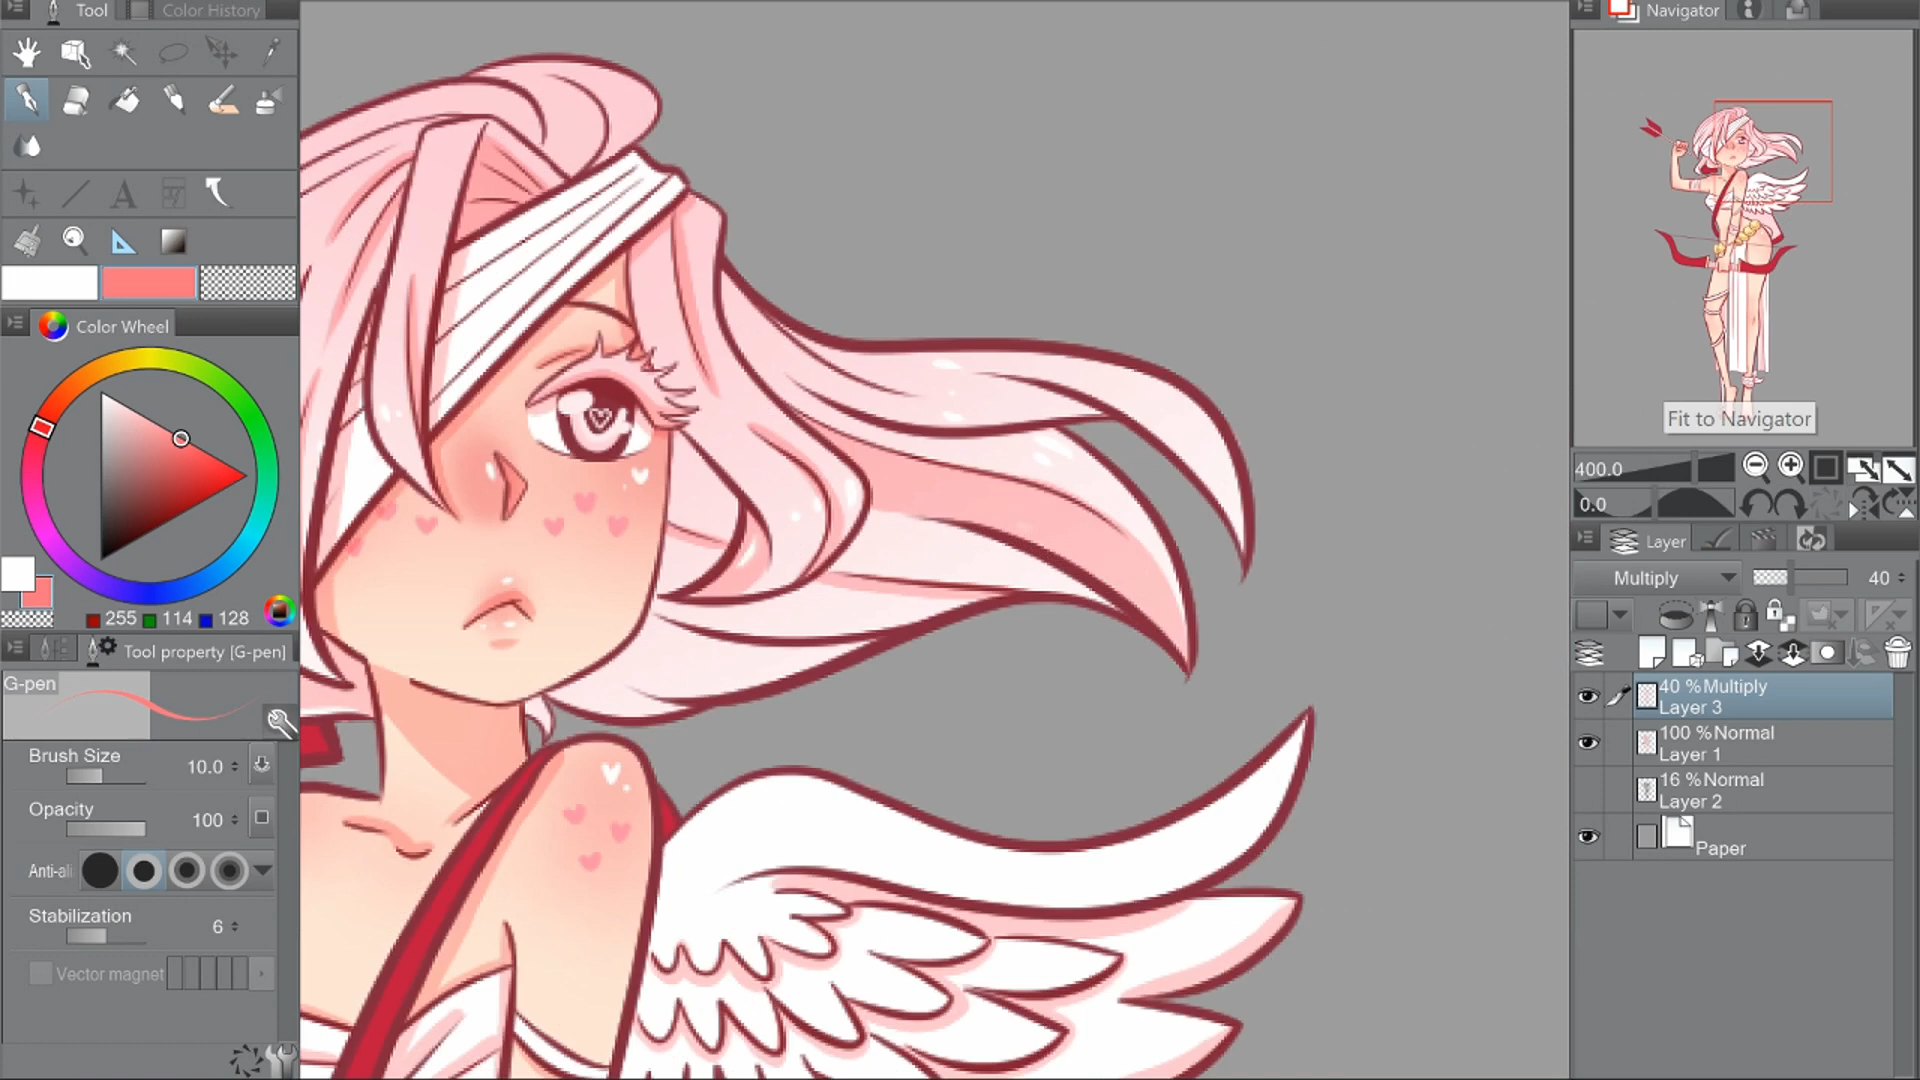 Tool
Color History
Color Wheel
255 114 128
Tool property [G-pen]
G-pen
Brush Size
10.0
Opacity
100
Anti-ali
Stabilization
6
Vector magnet
Navigator
Fit to Navigator
400.0
0.0
Layer
Multiply
40
40 %Multiply
Layer 3
100 %Normal
Layer 1
16 %Normal
Layer 2
Paper